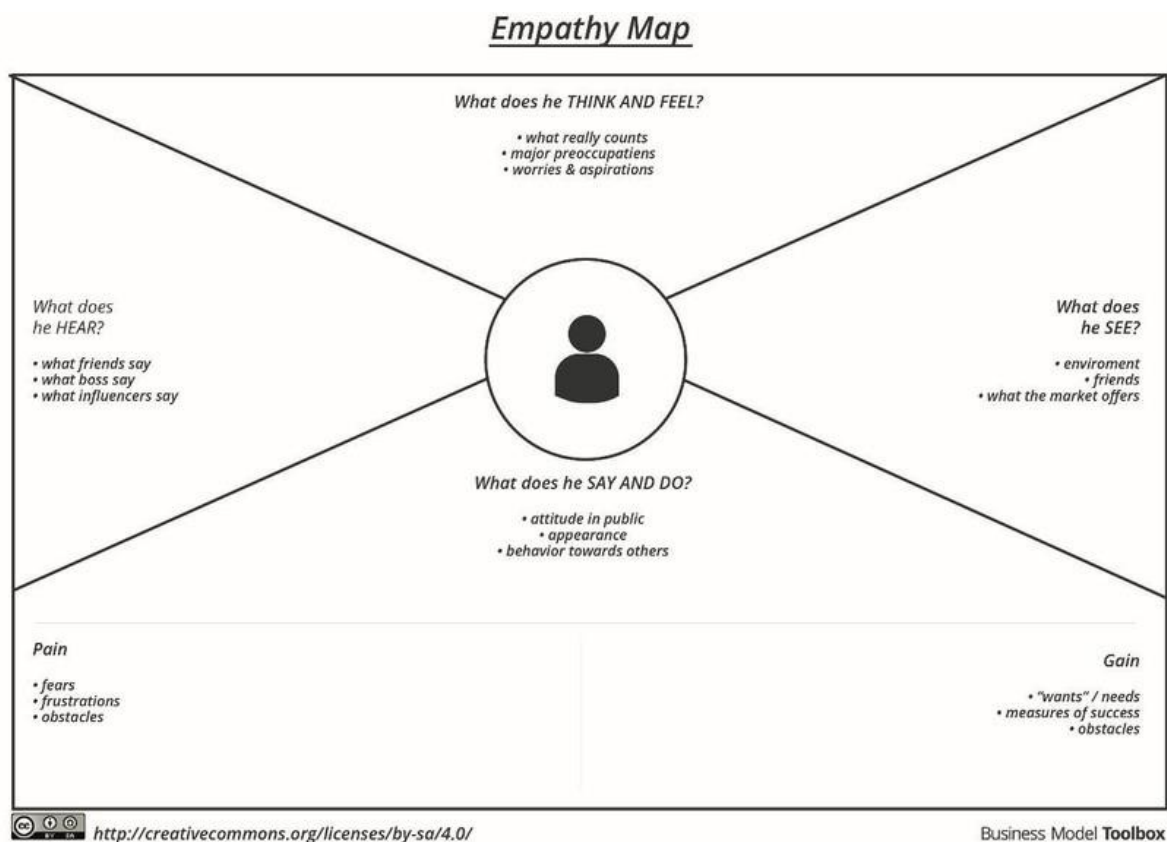 Empathy Map
What does he THINK AND FEEL?
• what really counts
• major preoccupatiens
• worries & aspirations
What does
he HEAR?
• what friends say
• what boss say
• what influencers say
What does
he SEE?
• enviroment
• friends
• what the market offers
What does he SAY AND DO?
• attitude in public
• appearance
• behavior towards others
Pain
• fears
• frustrations
• obstacles
Gain
• "wants" / needs
• measures of success
• obstacles
cc BY SA
http://creativecommons.org/licenses/by-sa/4.0/
Business Model Toolbox